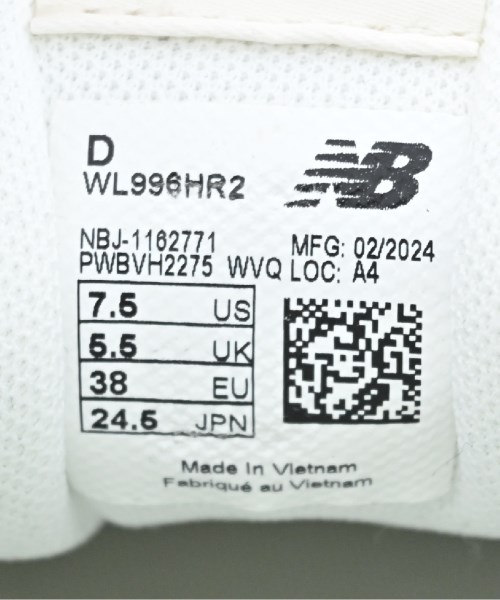 D
WL996HR2
NB
NBJ-1162771 MFG: 02/2024
PWBVH2275 WVQ LOC: A4
7.5 US
5.5 UK
38 EU
24.5 JPN
Made In Vietnam
Fabriqué au Vietnam